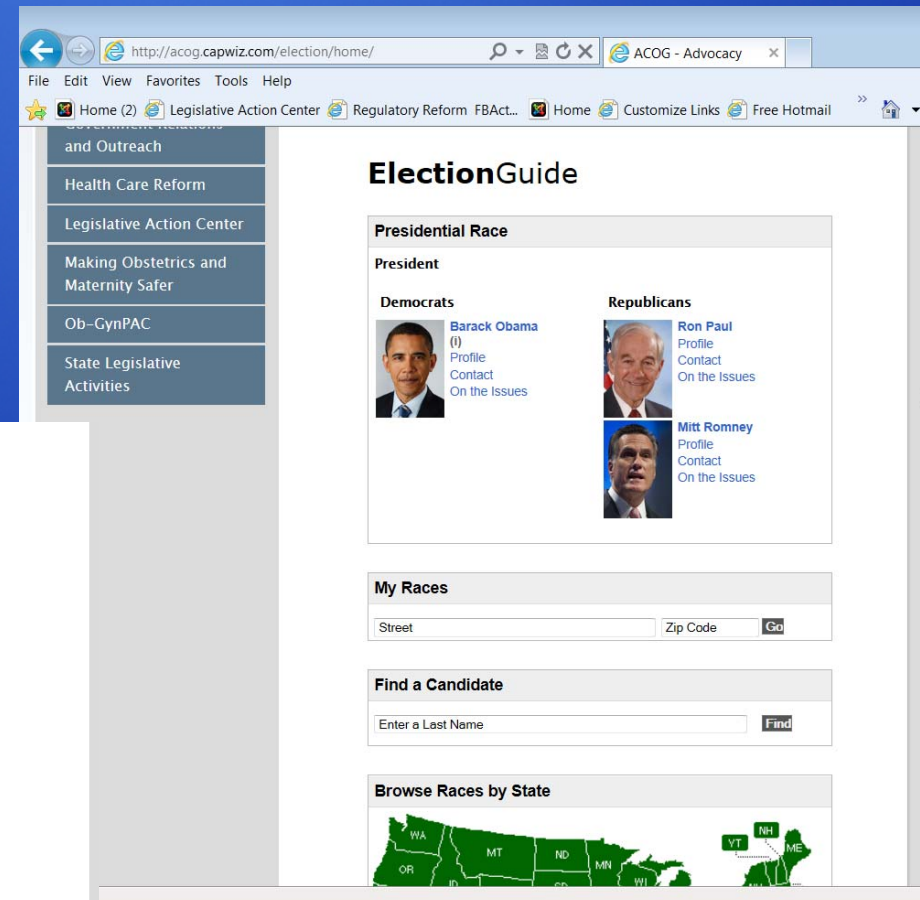 http://acog.capwiz.com/election/home/
ACOG - Advocacy
File Edit View Favorites Tools Help
Home (2) Legislative Action Center Regulatory Reform FBAct... Home Customize Links Free Hotmail
Government Relations
and Outreach
Health Care Reform
Legislative Action Center
Making Obstetrics and
Maternity Safer
Ob-GynPAC
State Legislative
Activities
ElectionGuide
Presidential Race
President
Democrats
Barack Obama
(i)
Profile
Contact
On the Issues
Republicans
Ron Paul
Profile
Contact
On the Issues
Mitt Romney
Profile
Contact
On the Issues
My Races
Street Zip Code Go
Find a Candidate
Enter a Last Name Find
Browse Races by State
WA
MT
ND
MN
OR
WI
YT
NH
ME